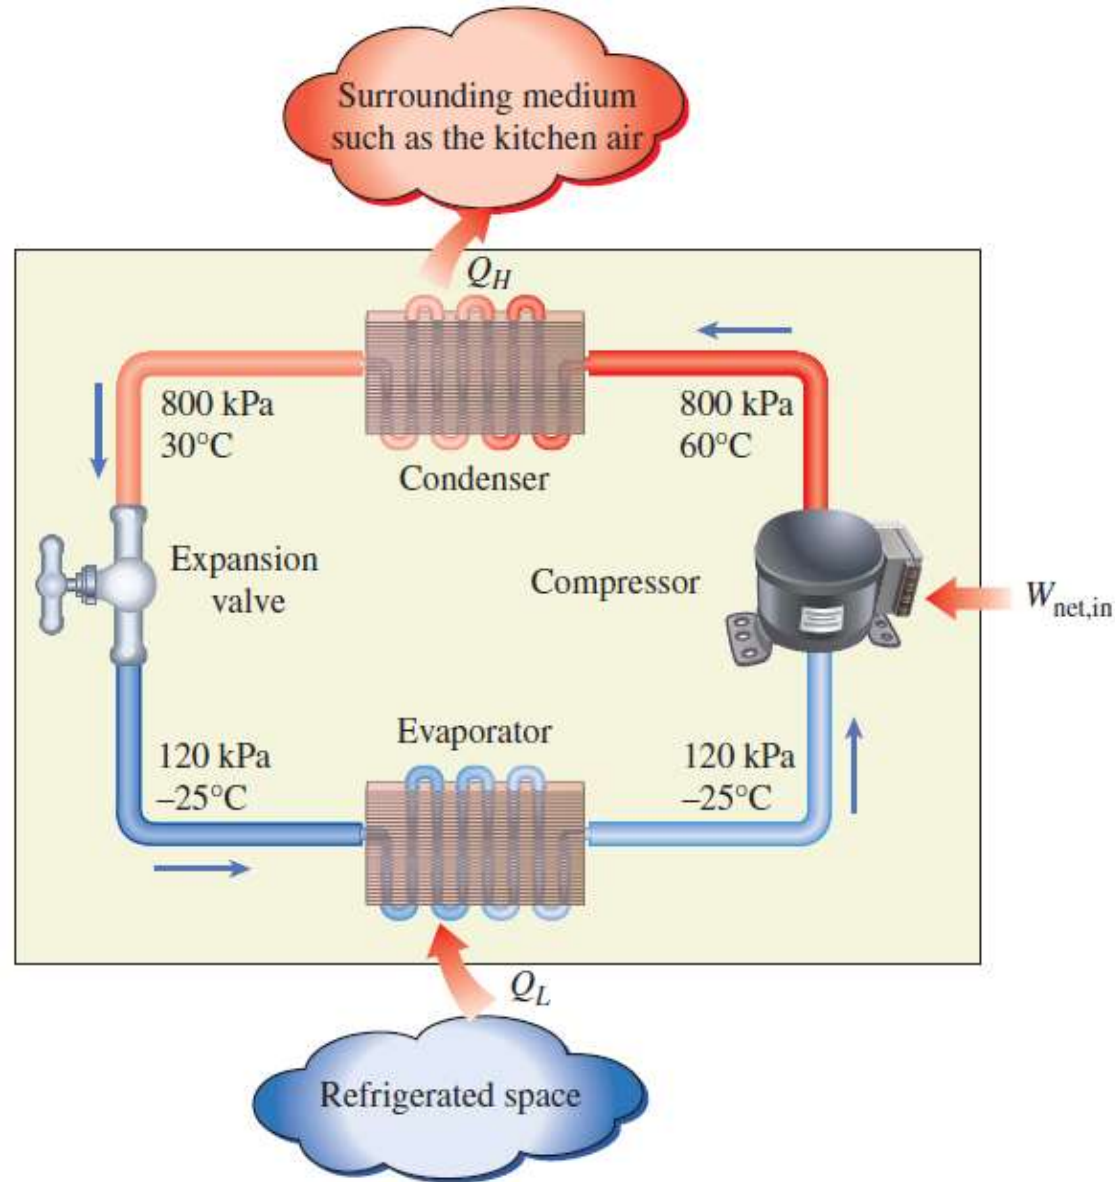 Surrounding medium
such as the kitchen air
Q_H
800 kPa
30°C
Condenser
800 kPa
60°C
Expansion
valve
Compressor
W_net,in
120 kPa
–25°C
Evaporator
120 kPa
–25°C
Q_L
Refrigerated space